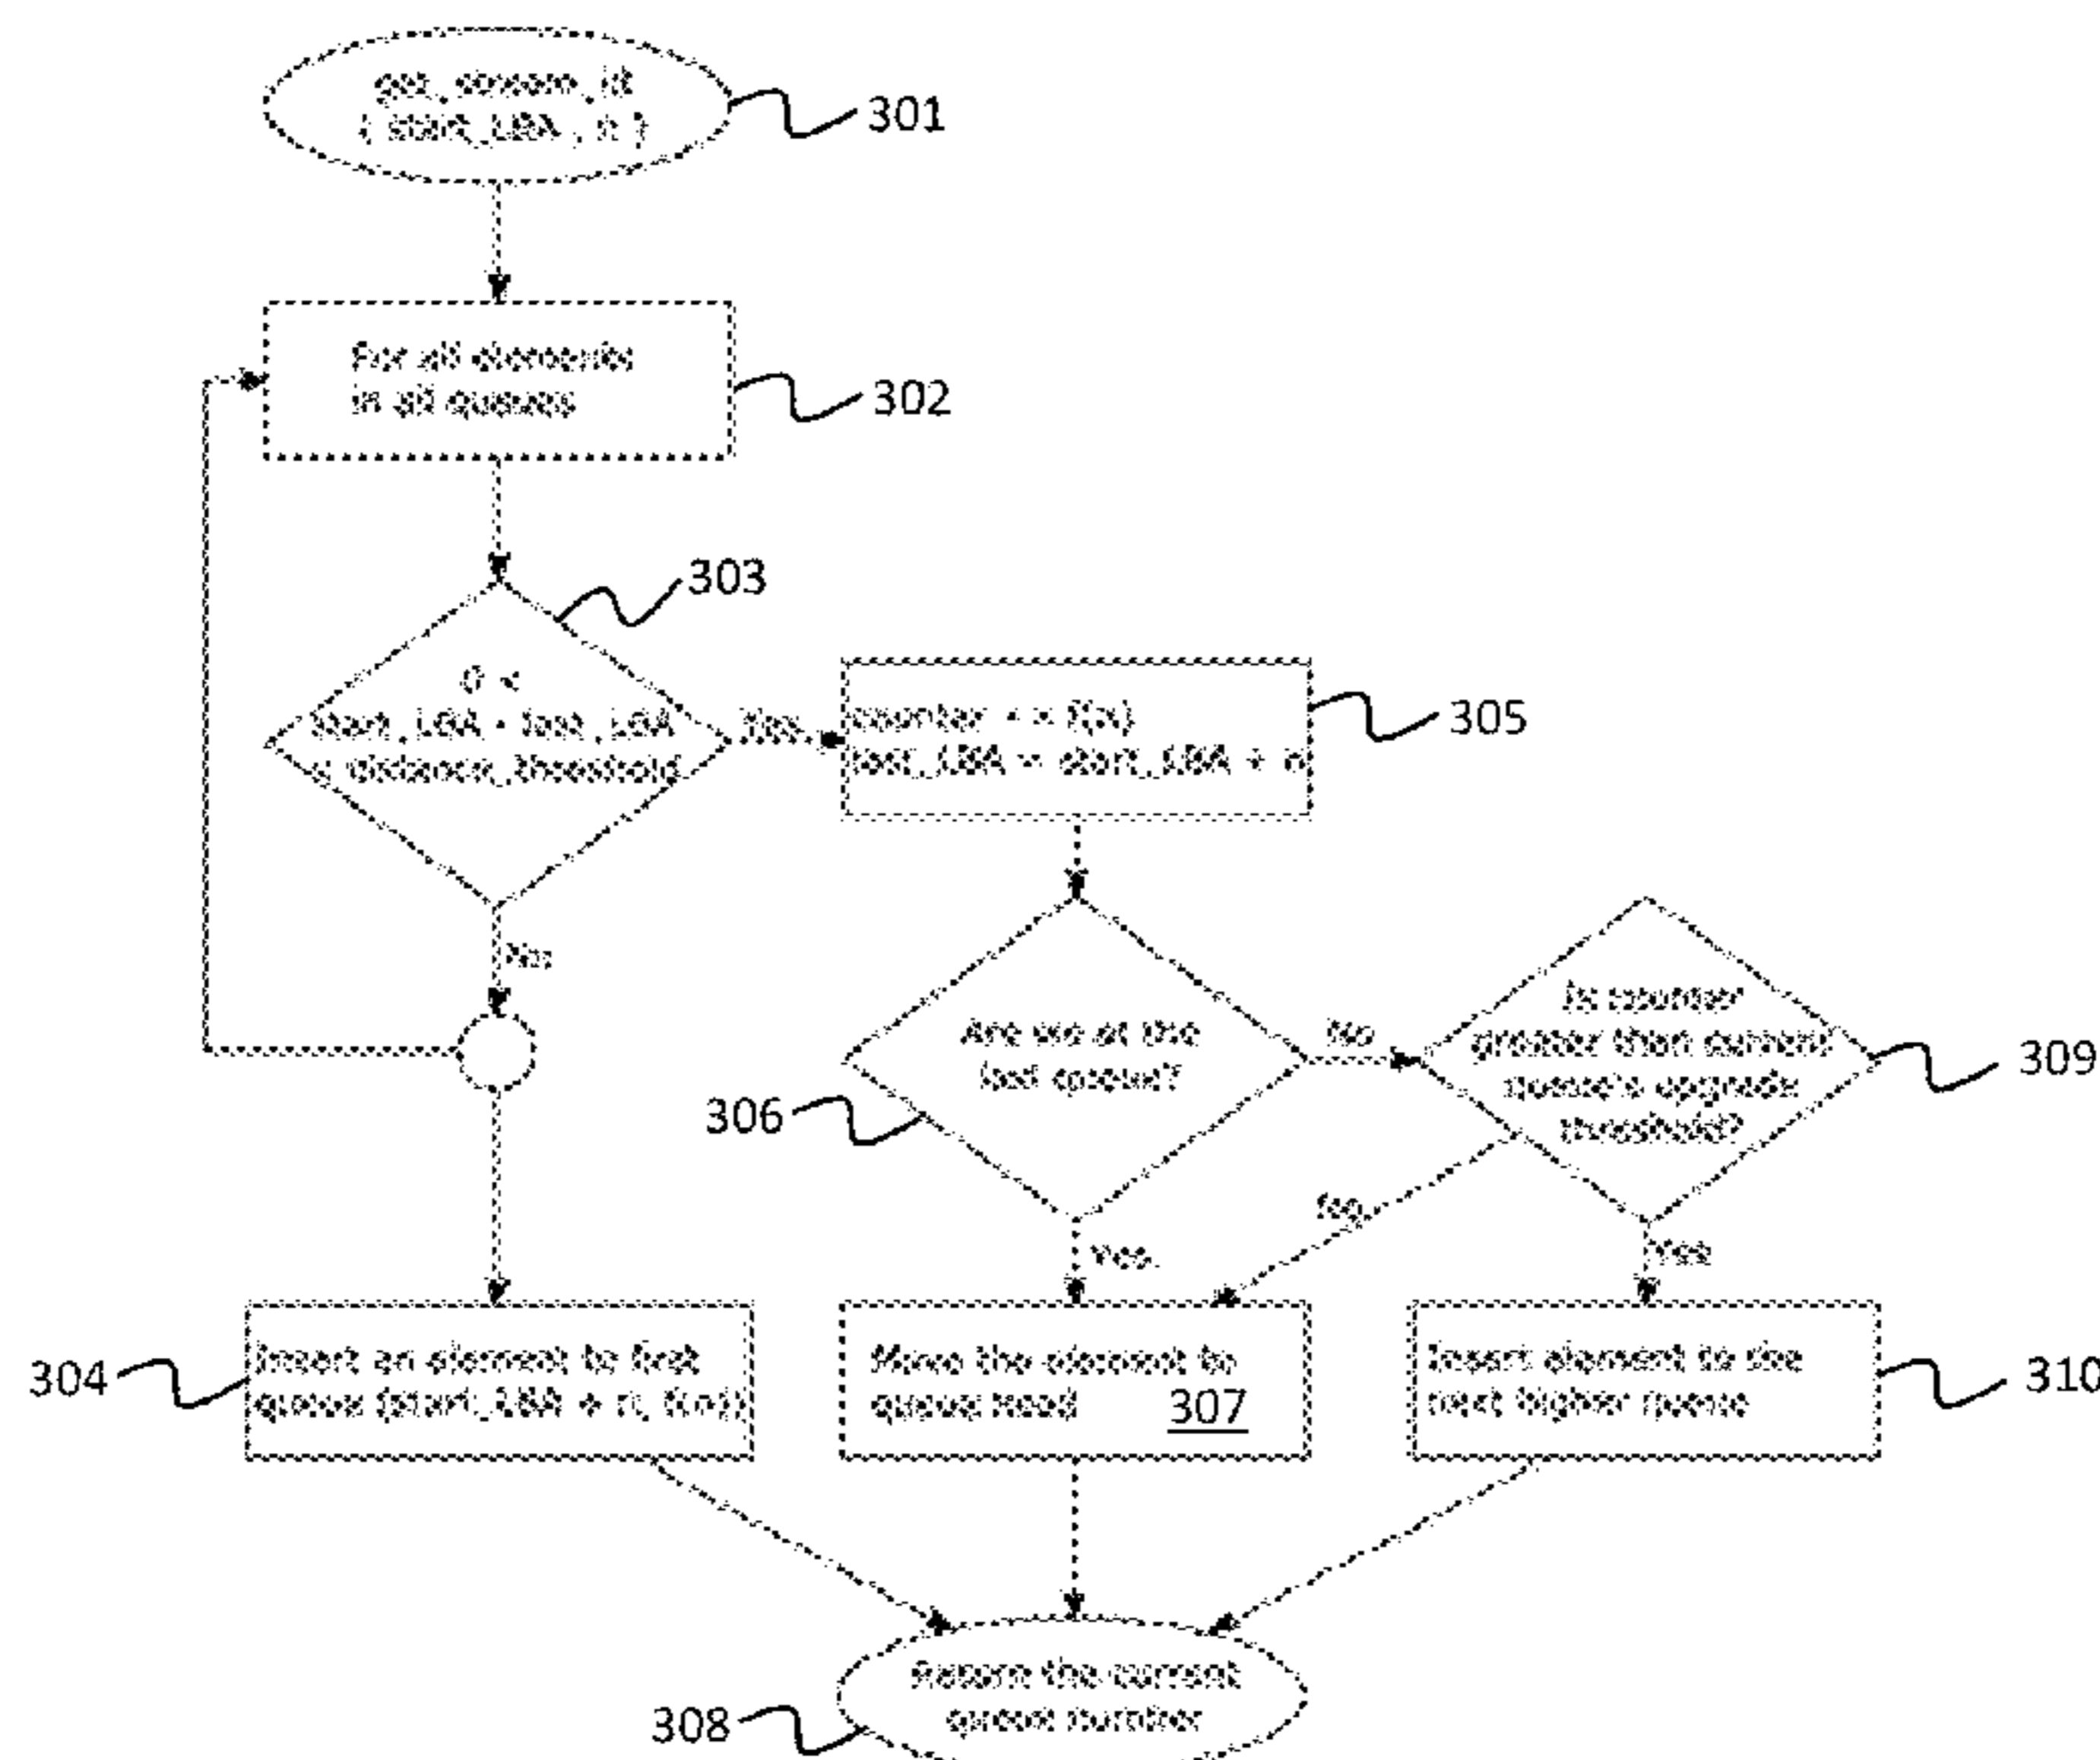 get_stream_id
( start_LBA , n )
301
For all elements
in all queues
302
303
0 <
start_LBA - last_LBA
< distance_threshold
Yes
counter + = f(n)
last_LBA = start_LBA + n
305
No
Are we at the
last queue?
306
No
Is counter
greater than current
queue's upgrade
threshold?
309
No
Yes
Yes
304
Insert an element to first
queue (start_LBA + n, f(n))
Move the element to
queue head
307
Insert element to the
next higher queue
310
Return the current
queue number
308